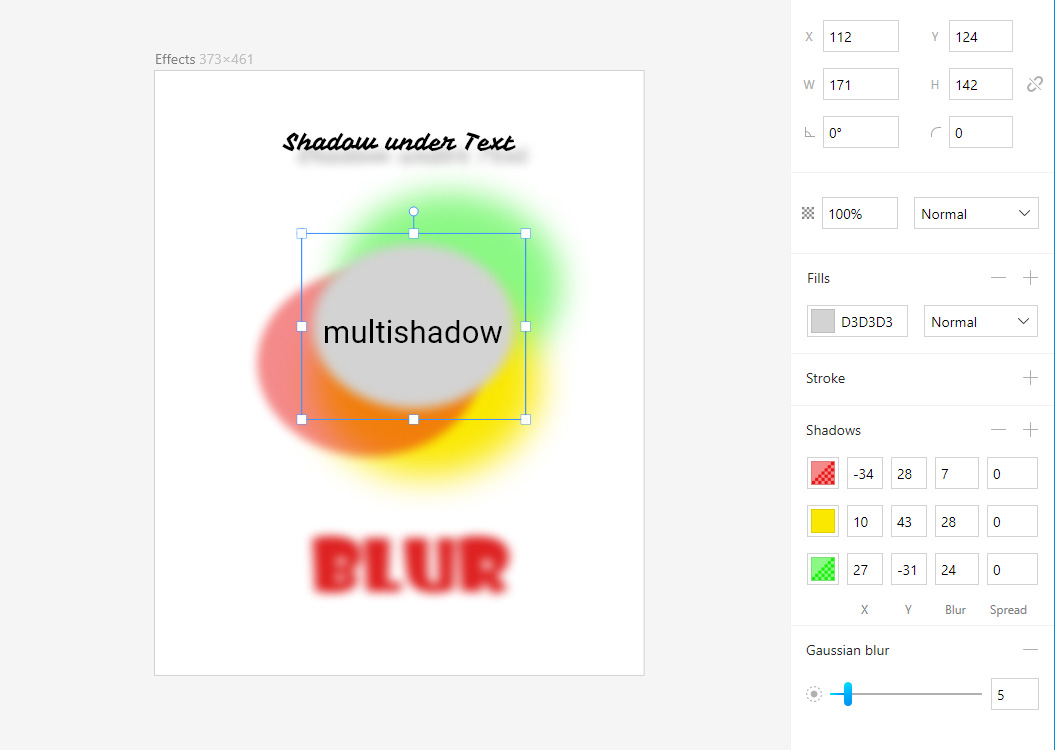 Effects 373×461
Shadow under Text
multishadow
BLUR
X 112 Y 124
W 171 H 142
0° 0
100% Normal
Fills
D3D3D3 Normal
Stroke
Shadows
-34 28 7 0
10 43 28 0
27 -31 24 0
X Y Blur Spread
Gaussian blur
5